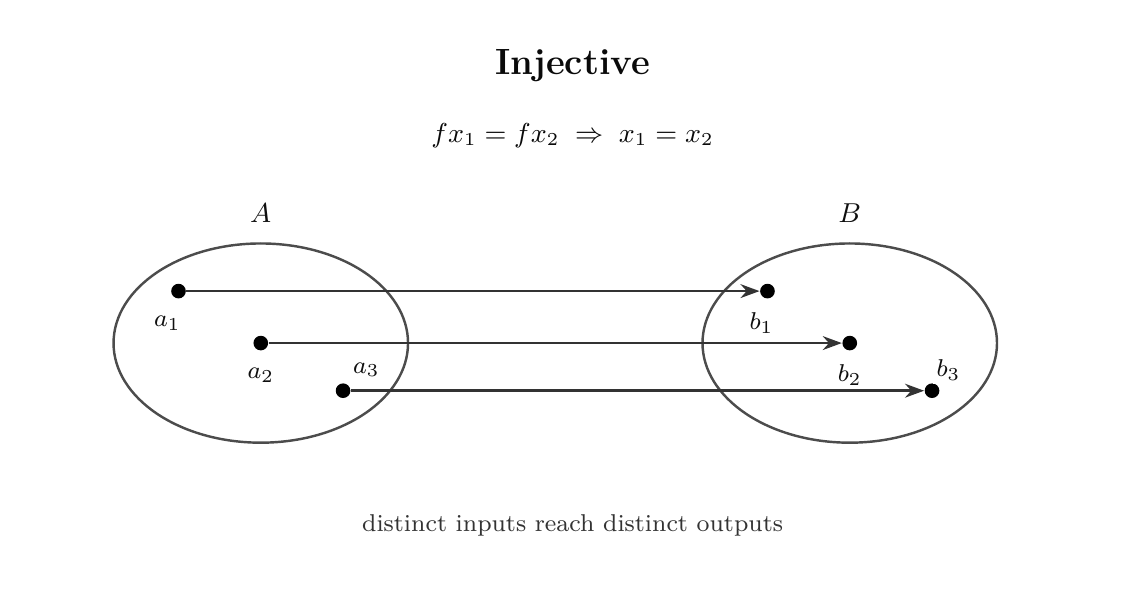 Injective
fx₁ = fx₂ ⇒ x₁ = x₂
A
B
a₁
b₁
a₂
a₃
b₂
b₃
distinct inputs reach distinct outputs